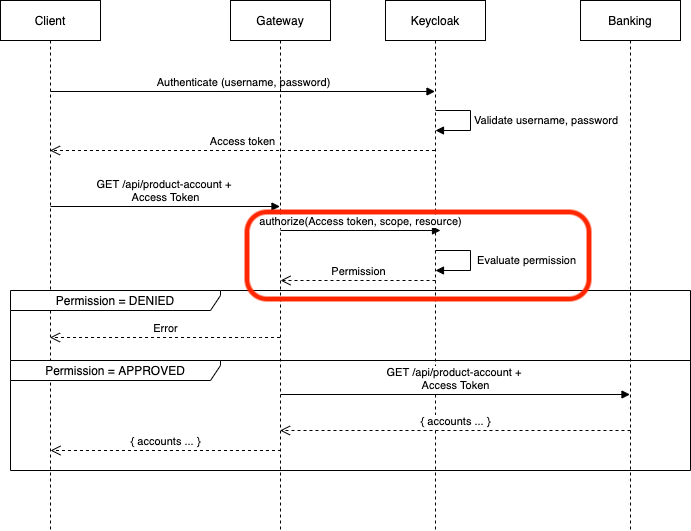 Client
Gateway
Keycloak
Banking
Authenticate (username, password)
Validate username, password
Access token
GET /api/product-account +
Access Token
authorize(Access token, scope, resource)
Evaluate permission
Permission
Permission = DENIED
Error
Permission = APPROVED
GET /api/product-account +
Access Token
{ accounts ... }
{ accounts ... }